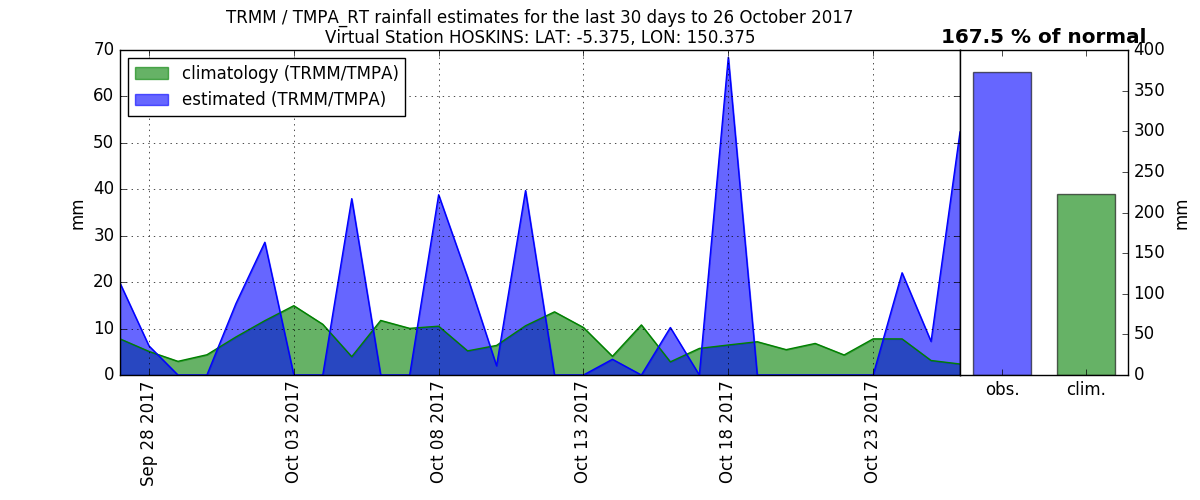 TRMM / TMPA_RT rainfall estimates for the last 30 days to 26 October 2017
Virtual Station HOSKINS: LAT: -5.375, LON: 150.375
167.5 % of normal
climatology (TRMM/TMPA)
estimated (TRMM/TMPA)
70
60
50
40
30
20
10
0
mm
Sep 28 2017
Oct 03 2017
Oct 08 2017
Oct 13 2017
Oct 18 2017
Oct 23 2017
obs.
clim.
400
350
300
250
200
150
100
50
0
mm